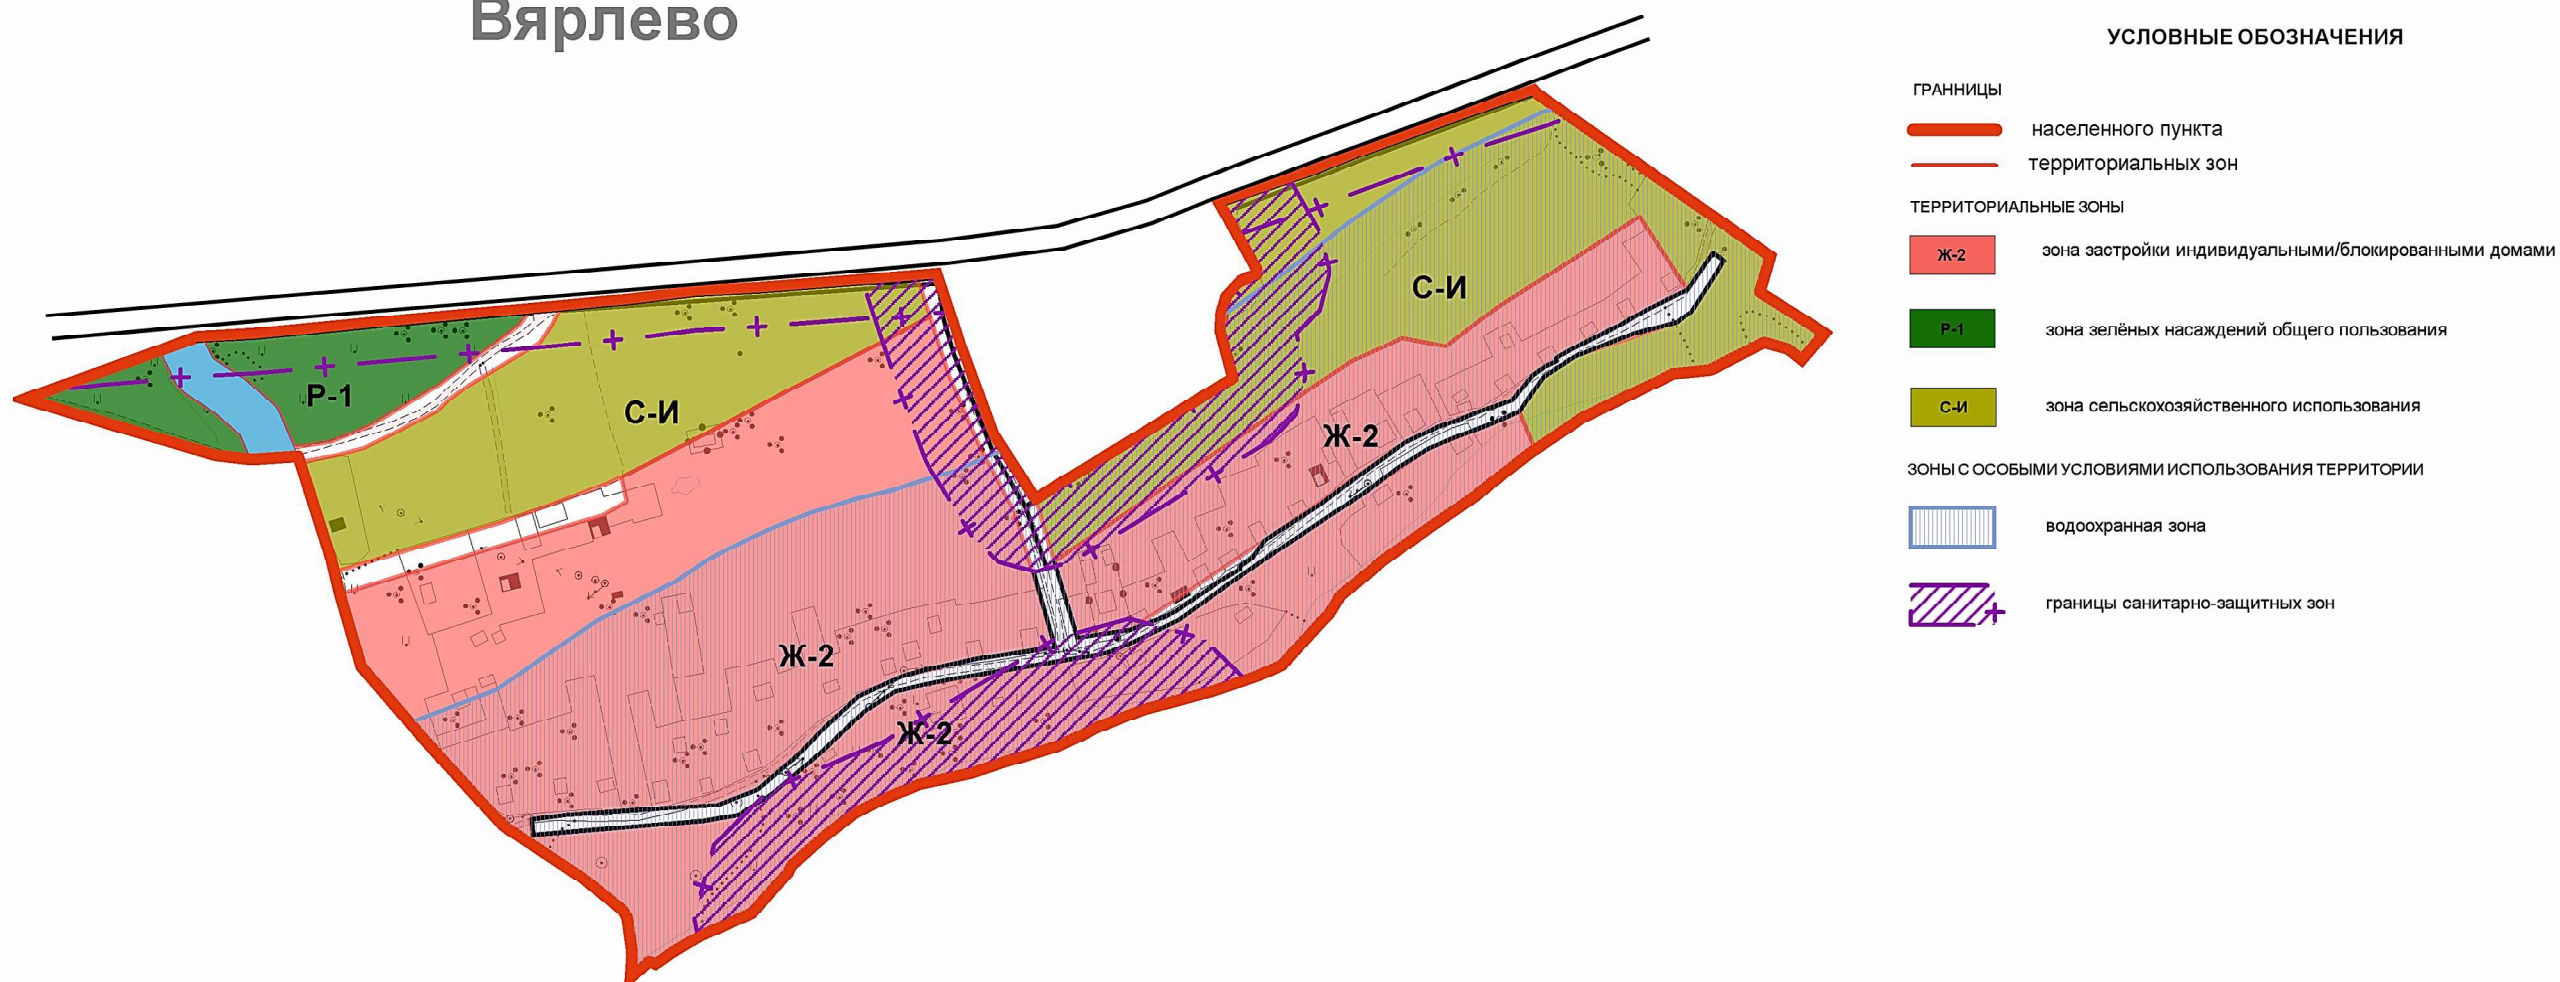 Вярлево
УСЛОВНЫЕ ОБОЗНАЧЕНИЯ
ГРАННИЦЫ
населенного пункта
территориальных зон
ТЕРРИТОРИАЛЬНЫЕ ЗОНЫ
Ж-2 зона застройки индивидуальными/блокированными домами
Р-1 зона зелёных насаждений общего пользования
С-И зона сельскохозяйственного использования
ЗОНЫ С ОСОБЫМИ УСЛОВИЯМИ ИСПОЛЬЗОВАНИЯ ТЕРРИТОРИИ
водоохранная зона
границы санитарно-защитных зон
С-И
Р-1
С-И
Ж-2
Ж-2
Ж-2